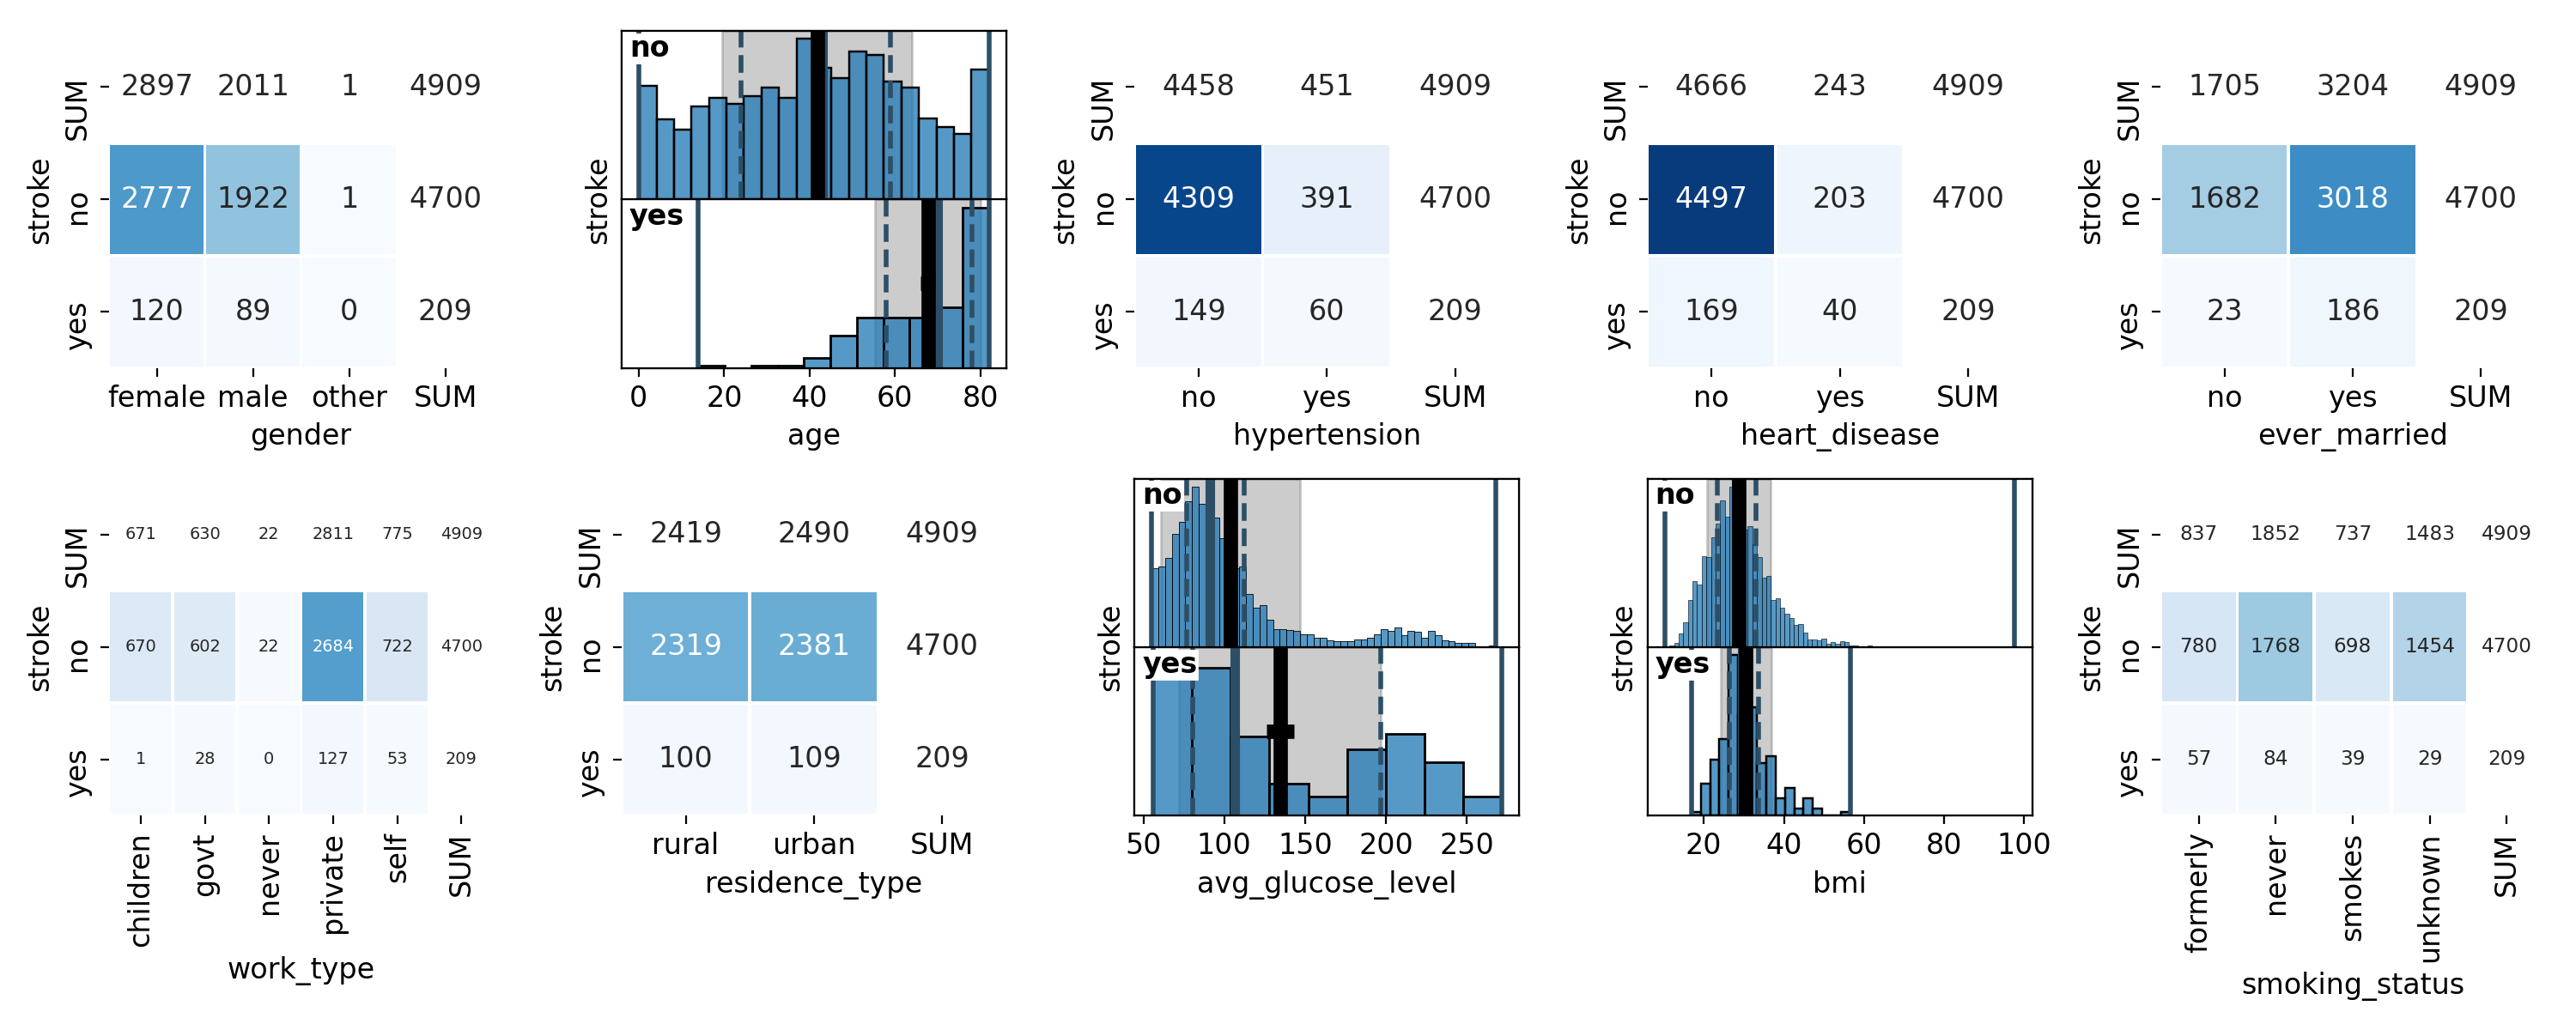 SUM 2897 2011 1 4909
stroke
no 2777 1922 1 4700
yes 120 89 0 209
female male other SUM
gender
no
stroke
yes
0 20 40 60 80
age
SUM 4458 451 4909
stroke
no 4309 391 4700
yes 149 60 209
no yes SUM
hypertension
SUM 4666 243 4909
stroke
no 4497 203 4700
yes 169 40 209
no yes SUM
heart_disease
SUM 1705 3204 4909
stroke
no 1682 3018 4700
yes 23 186 209
no yes SUM
ever_married
SUM 671 630 22 2811 775 4909
stroke
no 670 602 22 2684 722 4700
yes 1 28 0 127 53 209
children govt never private self SUM
work_type
SUM 2419 2490 4909
stroke
no 2319 2381 4700
yes 100 109 209
rural urban SUM
residence_type
no
stroke
yes
50 100 150 200 250
avg_glucose_level
no
stroke
yes
20 40 60 80 100
bmi
SUM 837 1852 737 1483 4909
stroke
no 780 1768 698 1454 4700
yes 57 84 39 29 209
formerly never smokes unknown SUM
smoking_status